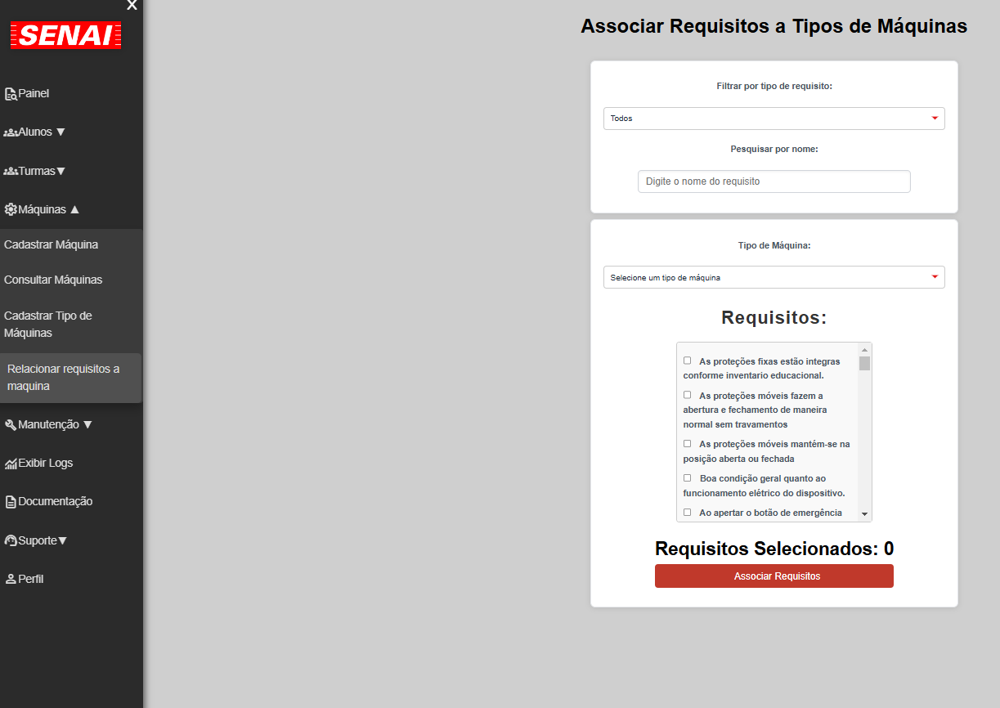 X
SENAI
Painel
Alunos ▼
Turmas▼
Máquinas ▲
Cadastrar Máquina
Consultar Máquinas
Cadastrar Tipo de
Máquinas
Relacionar requisitos a
maquina
Manutenção ▼
Exibir Logs
Documentação
Suporte▼
Perfil
Associar Requisitos a Tipos de Máquinas
Filtrar por tipo de requisito:
Todos
Pesquisar por nome:
Digite o nome do requisito
Tipo de Máquina:
Selecione um tipo de máquina
Requisitos:
As proteções fixas estão integras
conforme inventario educacional.
As proteções móveis fazem a
abertura e fechamento de maneira
normal sem travamentos
As proteções móveis mantém-se na
posição aberta ou fechada
Boa condição geral quanto ao
funcionamento elétrico do dispositivo.
Ao apertar o botão de emergência
Requisitos Selecionados: 0
Associar Requisitos